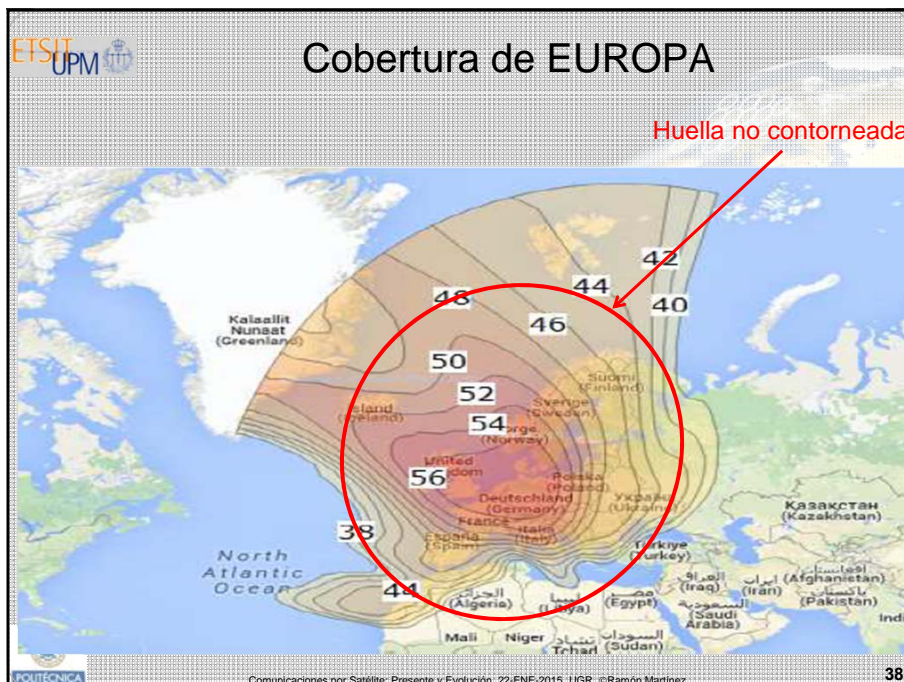 ETSIT
UPM
Cobertura de EUROPA
Huella no contorneada
42
44
40
48
46
Kalaallit
Nunaat
(Greenland)
50
Suomi
(Finland)
52
Sverige
(Sweden)
54
(Norway)
(Iceland)
United
56
Polska
(Poland)
Deutschland
(Germany)
Україна
(Ukraine)
Қазақстан
(Kazakhstan)
France
Italia
(Italy)
38
España
(Spain)
Türkiye
(Turkey)
North
Atlantic
Ocean
44
الجزائر
(Algeria)
ليبيا
(Libya)
مصر
(Egypt)
العراق
(Iraq)
ایران
(Iran)
افغانستان
(Afghanistan)
پاکستان
(Pakistan)
السعودية
(Saudi
Arabia)
Mali
Niger
تشاد
Tchad
السودان
(Sudan)
Indi
POLITÉCNICA
Comunicaciones por Satélite: Presente y Evolución, 22-ENE-2015, UGR, ©Ramón Martínez
38